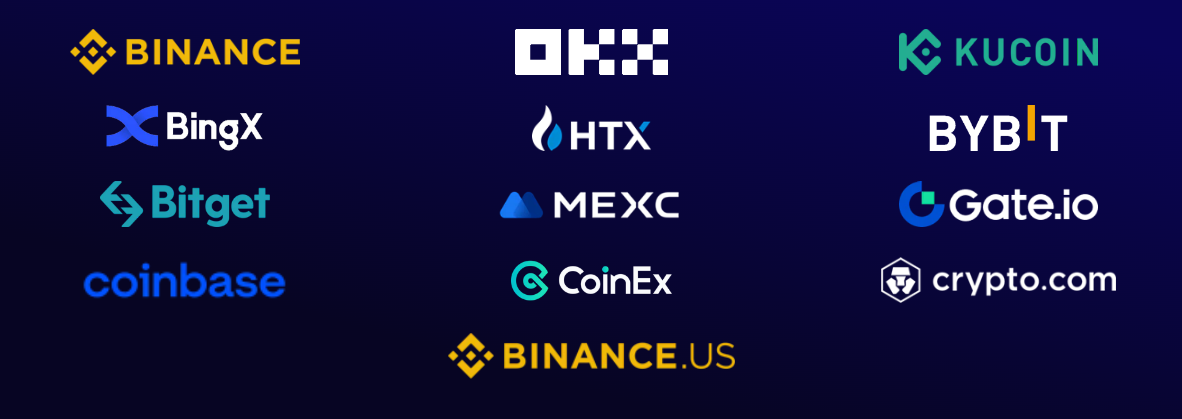 BINANCE OKX KUCOIN
BingX HTX BYBIT
Bitget MEXC Gate.io
coinbase CoinEx crypto.com
BINANCE.US